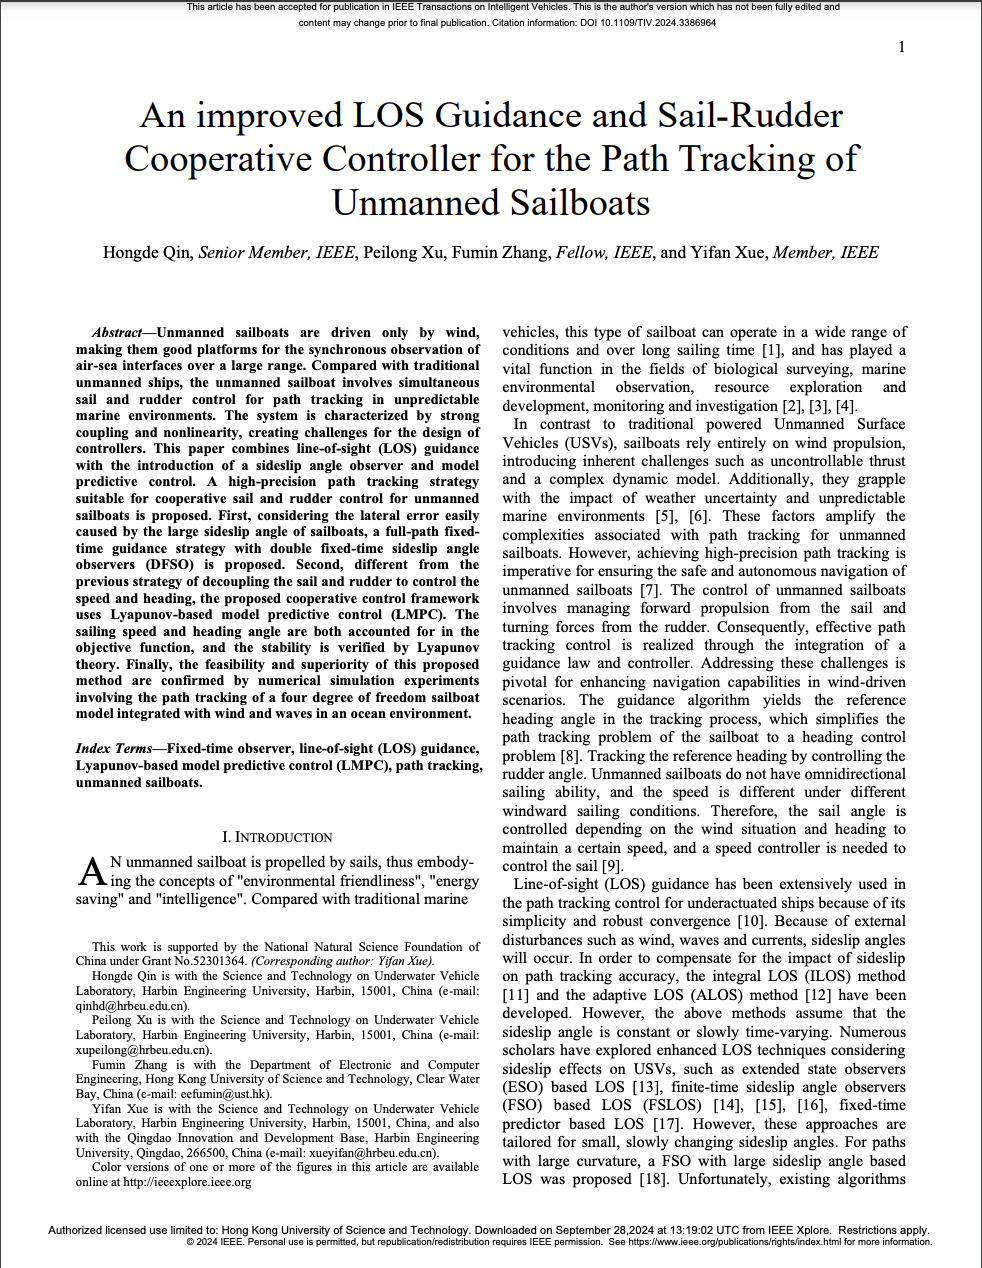 This article has been accepted for publication in IEEE Transactions on Intelligent Vehicles. This is the author's version which has not been fully edited and
content may change prior to final publication. Citation information: DOI 10.1109/TIV.2024.3386964
1
An improved LOS Guidance and Sail-Rudder
Cooperative Controller for the Path Tracking of
Unmanned Sailboats
Hongde Qin, Senior Member, IEEE, Peilong Xu, Fumin Zhang, Fellow, IEEE, and Yifan Xue, Member, IEEE
Abstract—Unmanned sailboats are driven only by wind,
making them good platforms for the synchronous observation of
air-sea interfaces over a large range. Compared with traditional
unmanned ships, the unmanned sailboat involves simultaneous
sail and rudder control for path tracking in unpredictable
marine environments. The system is characterized by strong
coupling and nonlinearity, creating challenges for the design of
controllers. This paper combines line-of-sight (LOS) guidance
with the introduction of a sideslip angle observer and model
predictive control. A high-precision path tracking strategy
suitable for cooperative sail and rudder control for unmanned
sailboats is proposed. First, considering the lateral error easily
caused by the large sideslip angle of sailboats, a full-path fixed-
time guidance strategy with double fixed-time sideslip angle
observers (DFSO) is proposed. Second, different from the
previous strategy of decoupling the sail and rudder to control the
speed and heading, the proposed cooperative control framework
uses Lyapunov-based model predictive control (LMPC). The
sailing speed and heading angle are both accounted for in the
objective function, and the stability is verified by Lyapunov
theory. Finally, the feasibility and superiority of this proposed
method are confirmed by numerical simulation experiments
involving the path tracking of a four degree of freedom sailboat
model integrated with wind and waves in an ocean environment.
Index Terms—Fixed-time observer, line-of-sight (LOS) guidance,
Lyapunov-based model predictive control (LMPC), path tracking,
unmanned sailboats.
I. INTRODUCTION
AN unmanned sailboat is propelled by sails, thus embody-
ing the concepts of "environmental friendliness", "energy
saving" and "intelligence". Compared with traditional marine
This work is supported by the National Natural Science Foundation of
China under Grant No.52301364. (Corresponding author: Yifan Xue).
Hongde Qin is with the Science and Technology on Underwater Vehicle
Laboratory, Harbin Engineering University, Harbin, 15001, China (e-mail:
qinhd@hrbeu.edu.cn).
Peilong Xu is with the Science and Technology on Underwater Vehicle
Laboratory, Harbin Engineering University, Harbin, 15001, China (e-mail:
xupeilong@hrbeu.edu.cn).
Fumin Zhang is with the Department of Electronic and Computer
Engineering, Hong Kong University of Science and Technology, Clear Water
Bay, China (e-mail: eefumin@ust.hk).
Yifan Xue is with the Science and Technology on Underwater Vehicle
Laboratory, Harbin Engineering University, Harbin, 15001, China, and also
with the Qingdao Innovation and Development Base, Harbin Engineering
University, Qingdao, 266500, China (e-mail: xueyifan@hrbeu.edu.cn).
Color versions of one or more of the figures in this article are available
online at http://ieeexplore.ieee.org
vehicles, this type of sailboat can operate in a wide range of
conditions and over long sailing time [1], and has played a
vital function in the fields of biological surveying, marine
environmental observation, resource exploration and
development, monitoring and investigation [2], [3], [4].
In contrast to traditional powered Unmanned Surface
Vehicles (USVs), sailboats rely entirely on wind propulsion,
introducing inherent challenges such as uncontrollable thrust
and a complex dynamic model. Additionally, they grapple
with the impact of weather uncertainty and unpredictable
marine environments [5], [6]. These factors amplify the
complexities associated with path tracking for unmanned
sailboats. However, achieving high-precision path tracking is
imperative for ensuring the safe and autonomous navigation of
unmanned sailboats [7]. The control of unmanned sailboats
involves managing forward propulsion from the sail and
turning forces from the rudder. Consequently, effective path
tracking control is realized through the integration of a
guidance law and controller. Addressing these challenges is
pivotal for enhancing navigation capabilities in wind-driven
scenarios. The guidance algorithm yields the reference
heading angle in the tracking process, which simplifies the
path tracking problem of the sailboat to a heading control
problem [8]. Tracking the reference heading by controlling the
rudder angle. Unmanned sailboats do not have omnidirectional
sailing ability, and the speed is different under different
windward sailing conditions. Therefore, the sail angle is
controlled depending on the wind situation and heading to
maintain a certain speed, and a speed controller is needed to
control the sail [9].
Line-of-sight (LOS) guidance has been extensively used in
the path tracking control for underactuated ships because of its
simplicity and robust convergence [10]. Because of external
disturbances such as wind, waves and currents, sideslip angles
will occur. In order to compensate for the impact of sideslip
on path tracking accuracy, the integral LOS (ILOS) method
[11] and the adaptive LOS (ALOS) method [12] have been
developed. However, the above methods assume that the
sideslip angle is constant or slowly time-varying. Numerous
scholars have explored enhanced LOS techniques considering
sideslip effects on USVs, such as extended state observers
(ESO) based LOS [13], finite-time sideslip angle observers
(FSO) based LOS (FSLOS) [14], [15], [16], fixed-time
predictor based LOS [17]. However, these approaches are
tailored for small, slowly changing sideslip angles. For paths
with large curvature, a FSO with large sideslip angle based
LOS was proposed [18]. Unfortunately, existing algorithms
Authorized licensed use limited to: Hong Kong University of Science and Technology. Downloaded on September 28,2024 at 13:19:02 UTC from IEEE Xplore. Restrictions apply.
© 2024 IEEE. Personal use is permitted, but republication/redistribution requires IEEE permission. See https://www.ieee.org/publications/rights/index.html for more information.